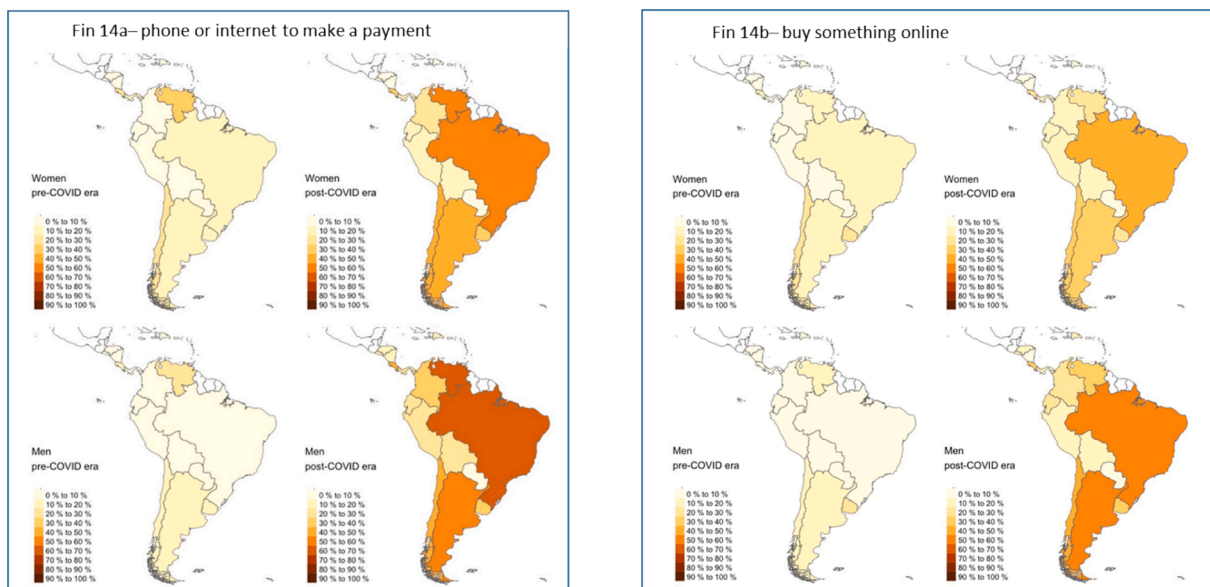 Fin 14a– phone or internet to make a payment
Women
pre-COVID era
0 % to 10 %
10 % to 20 %
20 % to 30 %
30 % to 40 %
40 % to 50 %
50 % to 60 %
60 % to 70 %
70 % to 80 %
80 % to 90 %
90 % to 100 %
Women
post-COVID era
0 % to 10 %
10 % to 20 %
20 % to 30 %
30 % to 40 %
40 % to 50 %
50 % to 60 %
60 % to 70 %
70 % to 80 %
80 % to 90 %
90 % to 100 %
Men
pre-COVID era
0 % to 10 %
10 % to 20 %
20 % to 30 %
30 % to 40 %
40 % to 50 %
50 % to 60 %
60 % to 70 %
70 % to 80 %
80 % to 90 %
90 % to 100 %
Men
post-COVID era
0 % to 10 %
10 % to 20 %
20 % to 30 %
30 % to 40 %
40 % to 50 %
50 % to 60 %
60 % to 70 %
70 % to 80 %
80 % to 90 %
90 % to 100 %
Fin 14b– buy something online
Women
pre-COVID era
0 % to 10 %
10 % to 20 %
20 % to 30 %
30 % to 40 %
40 % to 50 %
50 % to 60 %
60 % to 70 %
70 % to 80 %
80 % to 90 %
90 % to 100 %
Women
post-COVID era
0 % to 10 %
10 % to 20 %
20 % to 30 %
30 % to 40 %
40 % to 50 %
50 % to 60 %
60 % to 70 %
70 % to 80 %
80 % to 90 %
90 % to 100 %
Men
pre-COVID era
0 % to 10 %
10 % to 20 %
20 % to 30 %
30 % to 40 %
40 % to 50 %
50 % to 60 %
60 % to 70 %
70 % to 80 %
80 % to 90 %
90 % to 100 %
Men
post-COVID era
0 % to 10 %
10 % to 20 %
20 % to 30 %
30 % to 40 %
40 % to 50 %
50 % to 60 %
60 % to 70 %
70 % to 80 %
80 % to 90 %
90 % to 100 %